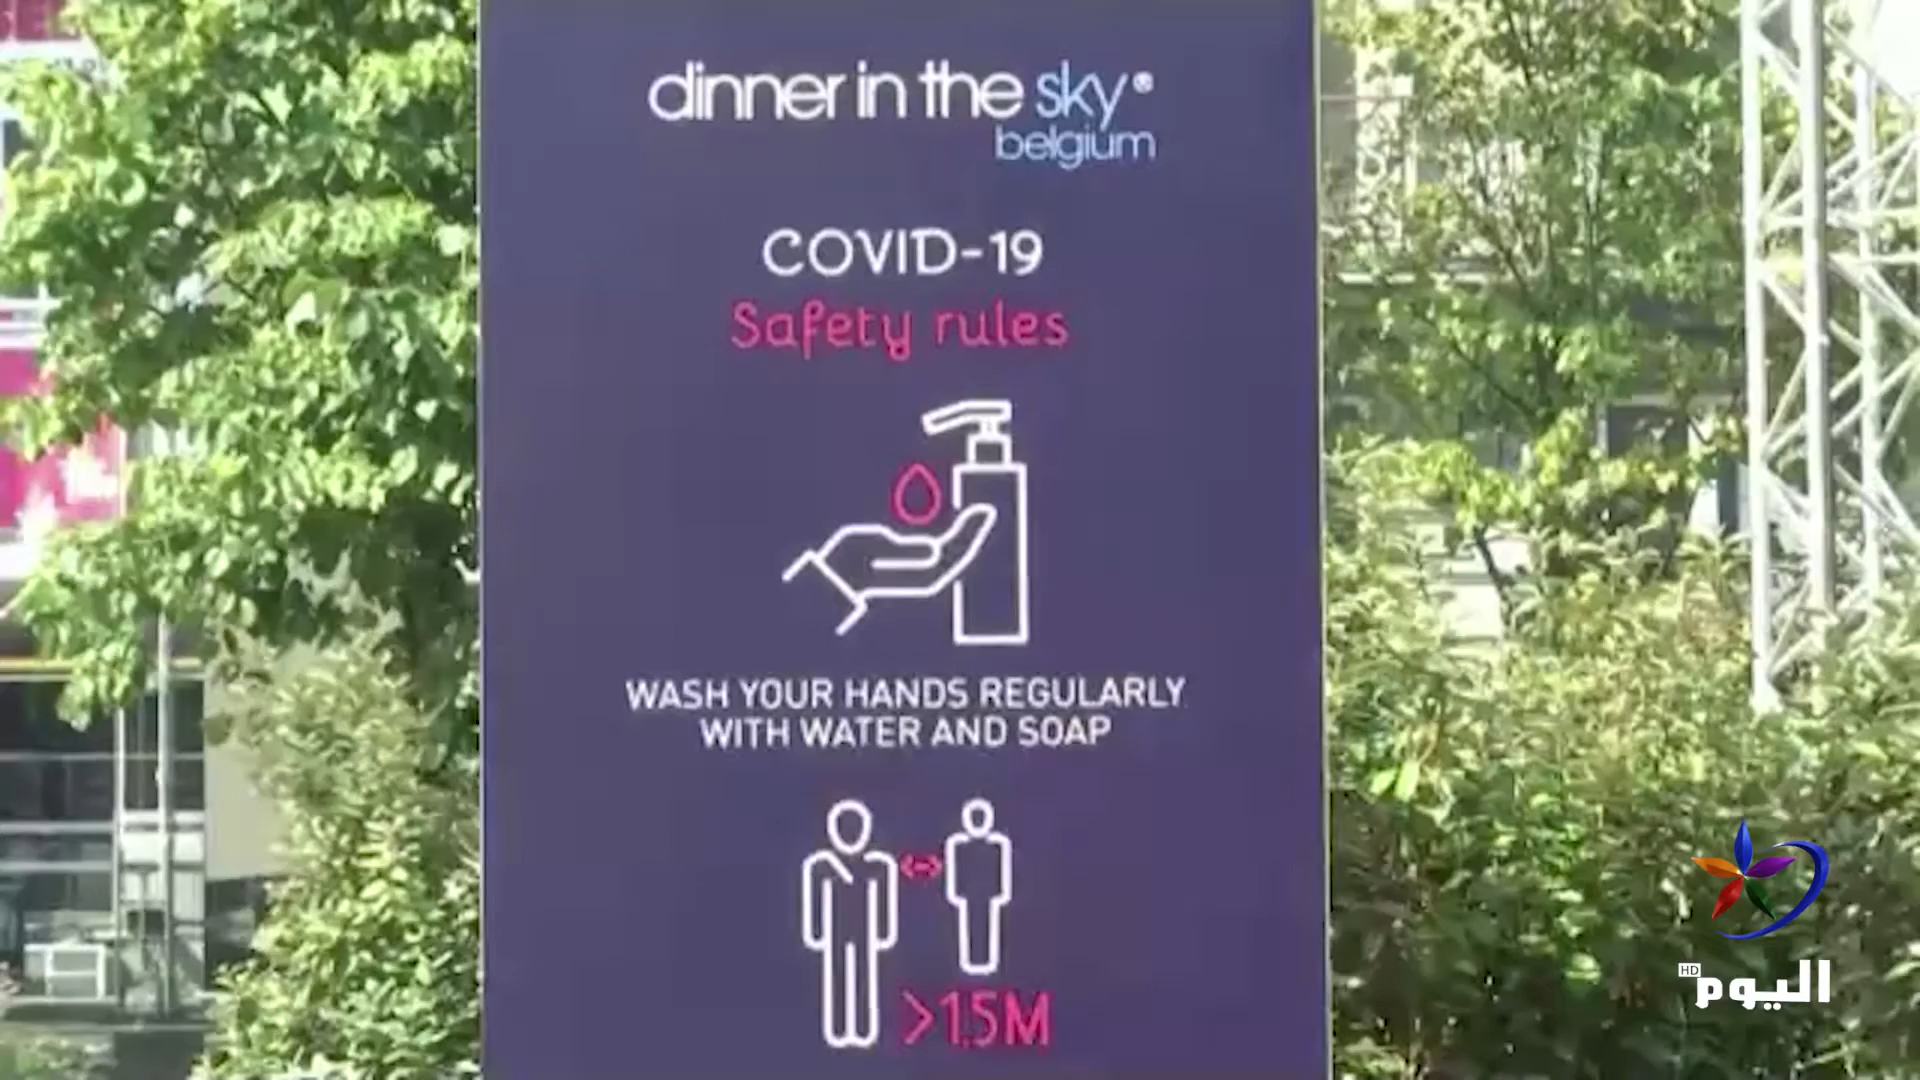 dinner in the sky®
belgium
COVID-19
Safety rules
WASH YOUR HANDS REGULARLY
WITH WATER AND SOAP
>1.5M
HD
اليوم